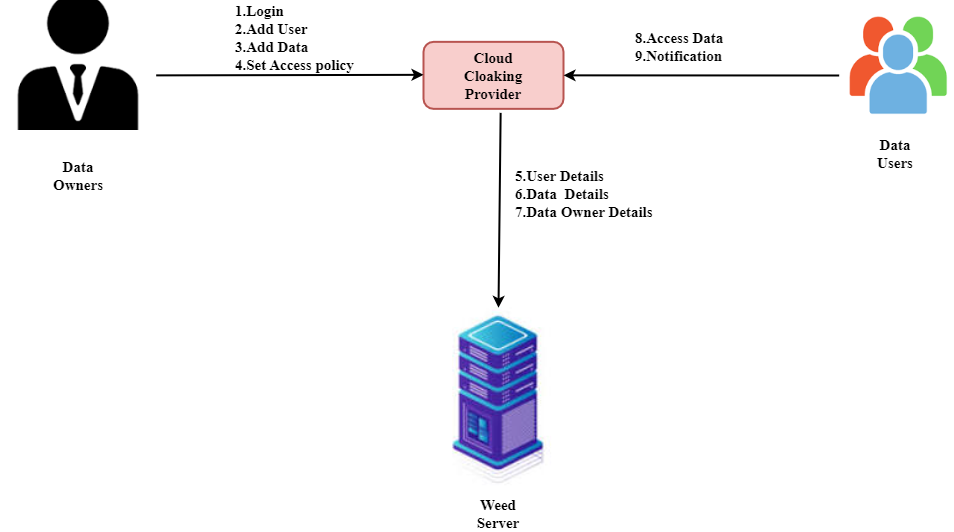 1.Login
2.Add User
3.Add Data
4.Set Access policy
Cloud
Cloaking
Provider
8.Access Data
9.Notification
Data
Owners
Data
Users
5.User Details
6.Data  Details
7.Data Owner Details
Weed
Server